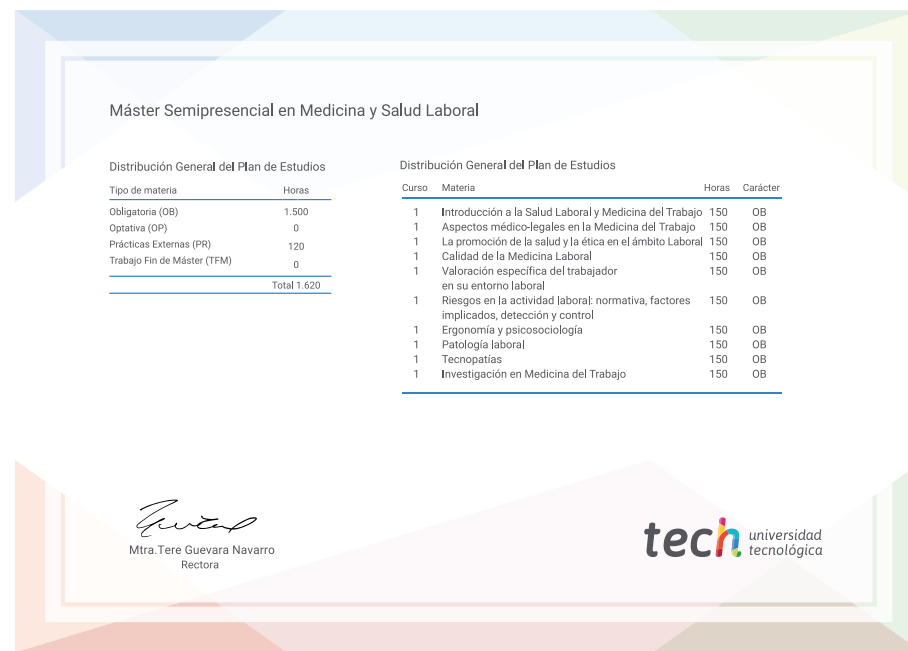 Máster Semipresencial en Medicina y Salud Laboral
Distribución General del Plan de Estudios
Tipo de materia Horas
Obligatoria (OB) 1.500
Optativa (OP) 0
Prácticas Externas (PR) 120
Trabajo Fin de Máster (TFM) 0
Total 1.620
Distribución General del Plan de Estudios
Curso Materia Horas Carácter
1 Introducción a la Salud Laboral y Medicina del Trabajo 150 OB
1 Aspectos médico-legales en la Medicina del Trabajo 150 OB
1 La promoción de la salud y la ética en el ámbito Laboral 150 OB
1 Calidad de la Medicina Laboral 150 OB
1 Valoración específica del trabajador 150 OB
en su entorno laboral
1 Riesgos en la actividad laboral: normativa, factores 150 OB
implicados, detección y control
1 Ergonomía y psicosociología 150 OB
1 Patología laboral 150 OB
1 Tecnopatías 150 OB
1 Investigación en Medicina del Trabajo 150 OB
Mtra.Tere Guevara Navarro
Rectora
tech universidad
tecnológica